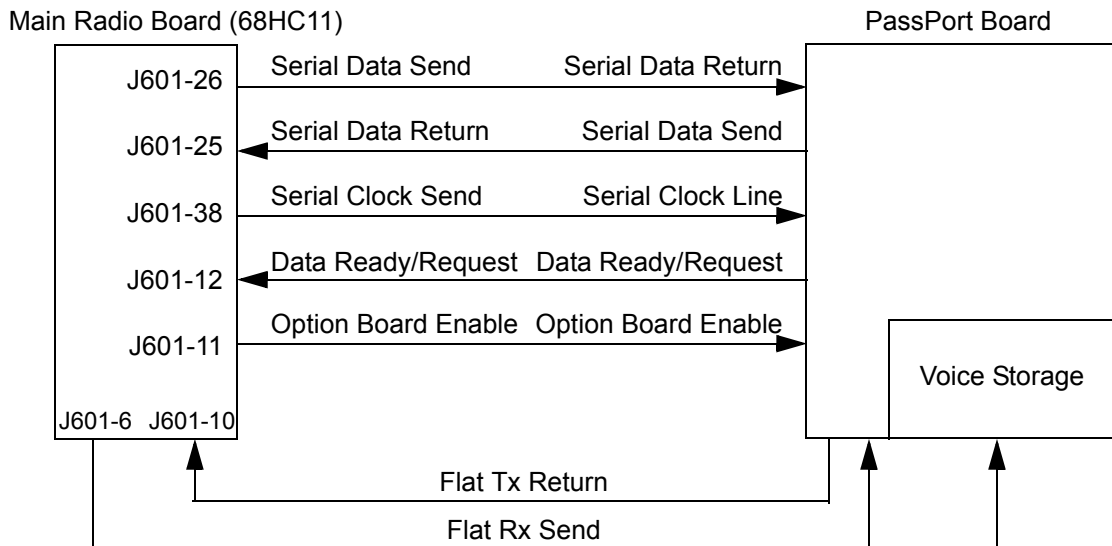 Main Radio Board (68HC11)
PassPort Board
J601-26
Serial Data Send
Serial Data Return
J601-25
Serial Data Return
Serial Data Send
J601-38
Serial Clock Send
Serial Clock Line
J601-12
Data Ready/Request
Data Ready/Request
J601-11
Option Board Enable
Option Board Enable
Voice Storage
J601-6
J601-10
Flat Tx Return
Flat Rx Send